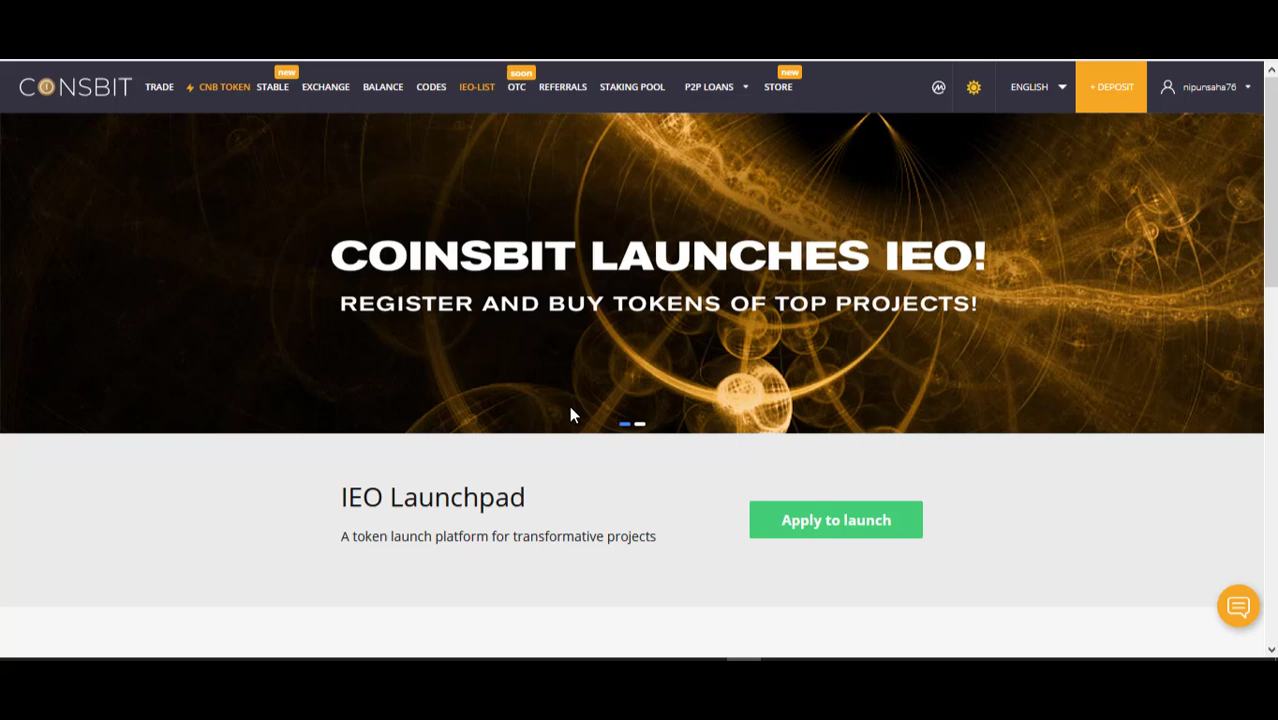 CONSBIT
TRADE
CNB TOKEN
new
STABLE
EXCHANGE
BALANCE
CODES
IEO-LIST
soon
OTC
REFERRALS
STAKING POOL
P2P LOANS
new
STORE
ENGLISH
+ DEPOSIT
nipunsaha76
COINSBIT LAUNCHES IEO!
REGISTER AND BUY TOKENS OF TOP PROJECTS!
IEO Launchpad
A token launch platform for transformative projects
Apply to launch